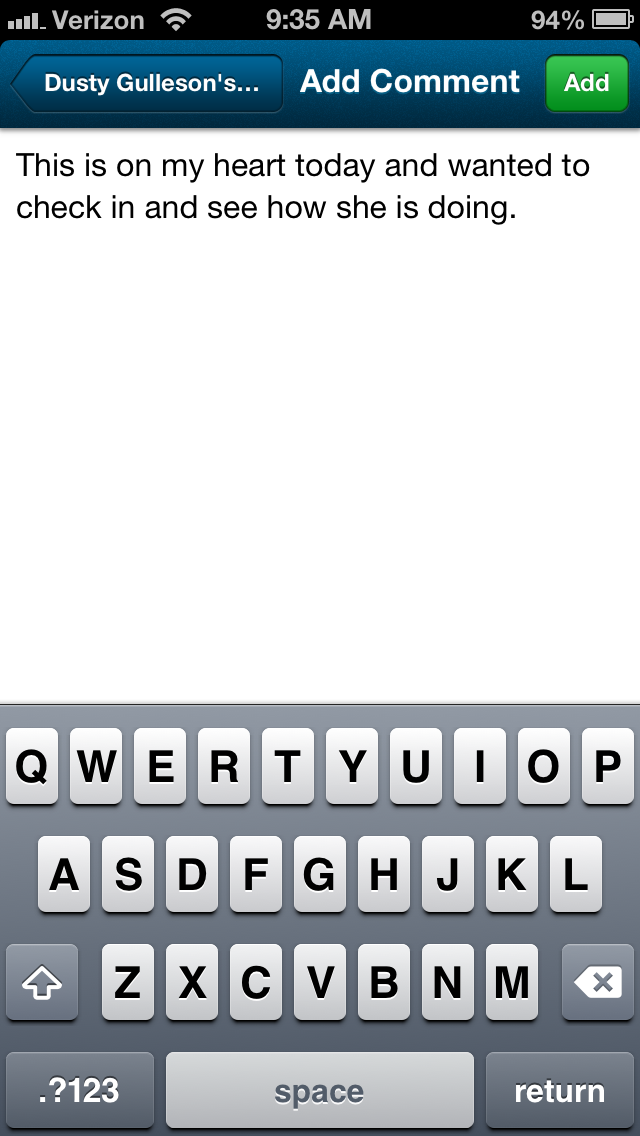 Verizon 9:35 AM 94%
Dusty Gulleson's... Add Comment Add
This is on my heart today and wanted to
check in and see how she is doing.
Q W E R T Y U I O P
A S D F G H J K L
Z X C V B N M
.?123 space return